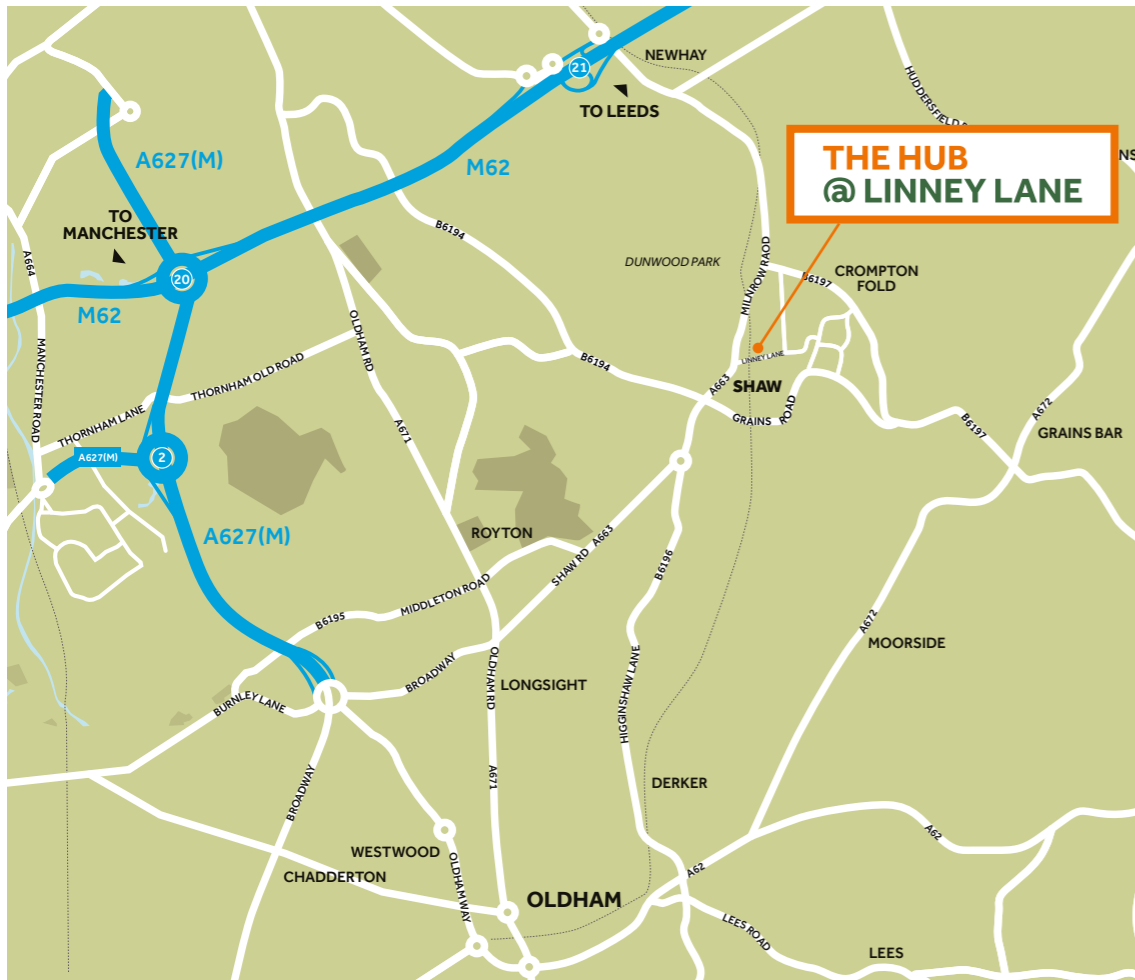 NEWHAY
21
TO LEEDS
HUDDERSFIELD
A627(M)
M62
THE HUB
@ LINNEY LANE
NS
TO
MANCHESTER
A664
B6194
DUNWOOD PARK
MILNROW RAOD
B6197
CROMPTON
FOLD
20
M62
OLDHAM RD
MANCHESTER ROAD
THORNHAM OLD ROAD
B6194
LINNEY LANE
SHAW
A663
GRAINS ROAD
A672
THORNHAM LANE
A671
B6197
GRAINS BAR
A627(M)
2
A627(M)
ROYTON
SHAW RD A663
B6196
MIDDLETON ROAD
B6195
A672
MOORSIDE
BROADWAY
OLDHAM RD
LONGSIGHT
HIGGINSHAW LANE
BURNLEY LANE
BROADWAY
A671
DERKER
A62
WESTWOOD
CHADDERTON
OLDHAM WAY
OLDHAM
A62
LEES ROAD
LEES